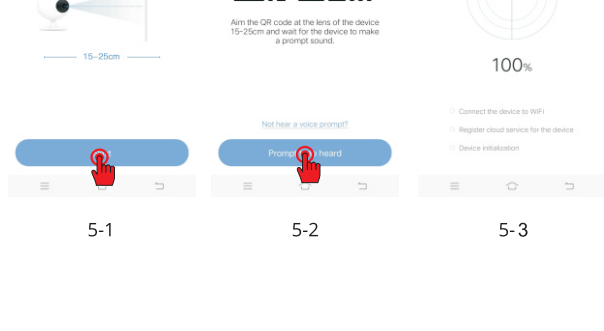 15-25cm
Aim the QR code at the lens of the device
15-25cm and wait for the device to make
a prompt sound.
Not hear a voice prompt?
Prompt heard
100%
Connect the device to WiFi
Register cloud service for the device
Device initialization
5-1
5-2
5-3